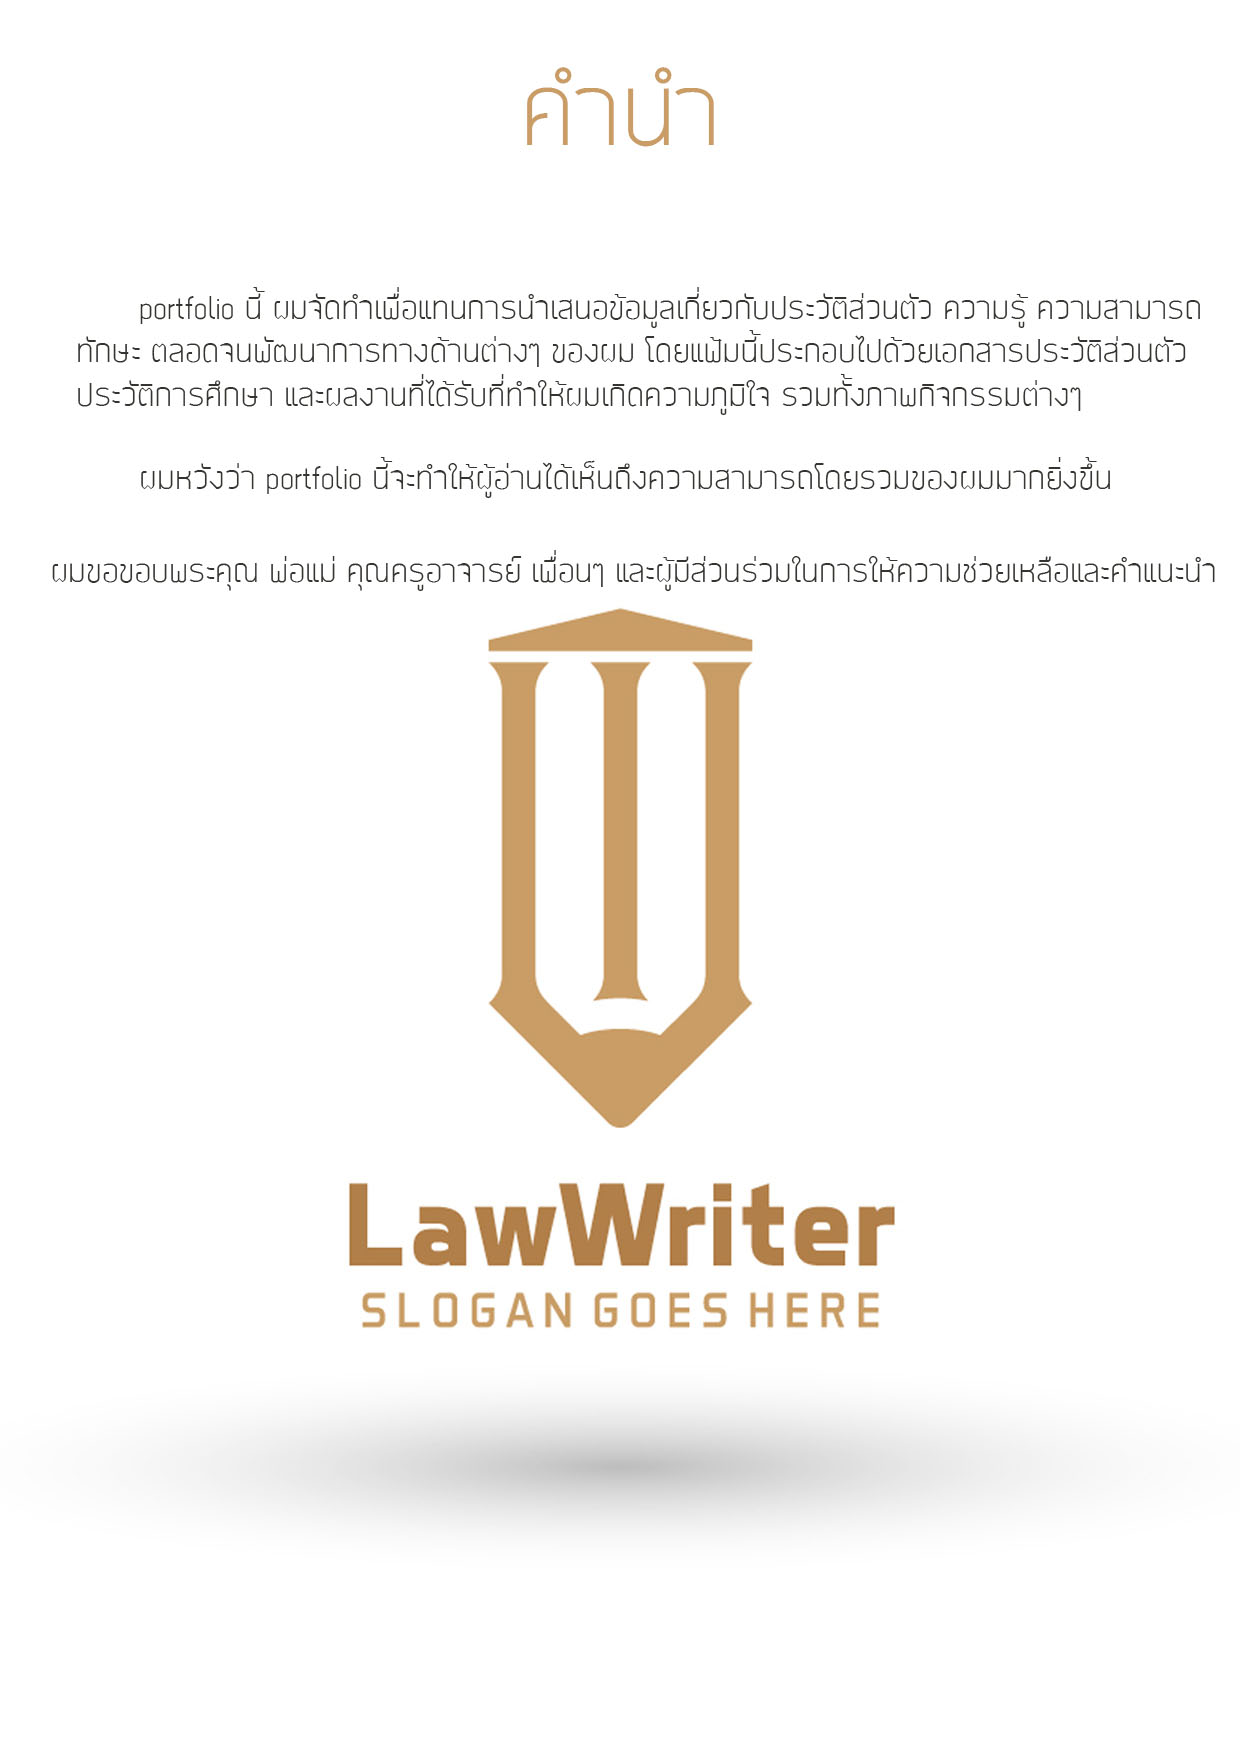 คำนำ
portfolio นี้ ผมจัดทำเพื่อแทนการนำเสนอข้อมูลเกี่ยวกับประวัติส่วนตัว ความรู้ ความสามารถ
ทักษะ ตลอดจนพัฒนาการทางด้านต่างๆ ของผม โดยแฟ้มนี้ประกอบไปด้วยเอกสารประวัติส่วนตัว
ประวัติการศึกษา และผลงานที่ได้รับที่ทำให้ผมเกิดความภูมิใจ รวมทั้งภาพกิจกรรมต่างๆ
ผมหวังว่า portfolio นี้จะทำให้ผู้อ่านได้เห็นถึงความสามารถโดยรวมของผมมากยิ่งขึ้น
ผมขอขอบพระคุณ พ่อแม่ คุณครูอาจารย์ เพื่อนๆ และผู้มีส่วนร่วมในการให้ความช่วยเหลือและคำแนะนำ
LawWriter
SLOGAN GOES HERE